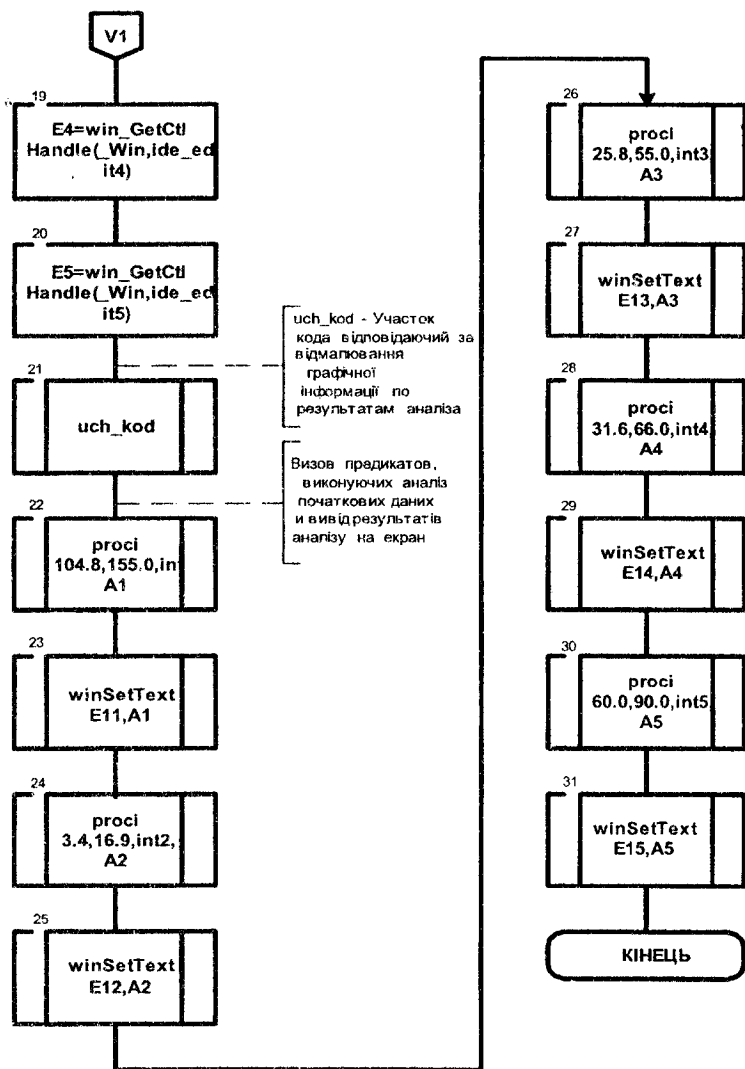 V1
19
E4=win_GetCtl
Handle(_Win,ide_ed
it4)
20
E5=win_GetCtl
Handle(_Win,ide_ed
it5)
uch_kod - Участок
кода відповідаючий за
відмалювання
графічної
інформації по
результатам аналіза
21
uch_kod
Визов предикатов,
виконуючих аналіз
початкових даних
и вивід результатів
аналізу на екран
22
proci
104.8,155.0,int
A1
23
winSetText
E11,A1
24
proci
3.4,16.9,int2,
A2
25
winSetText
E12,A2
26
proci
25.8,55.0,int3
A3
27
winSetText
E13,A3
28
proci
31.6,66.0,int4,
A4
29
winSetText
E14,A4
30
proci
60.0,90.0,int5
A5
31
winSetText
E15,A5
КІНЕЦЬ